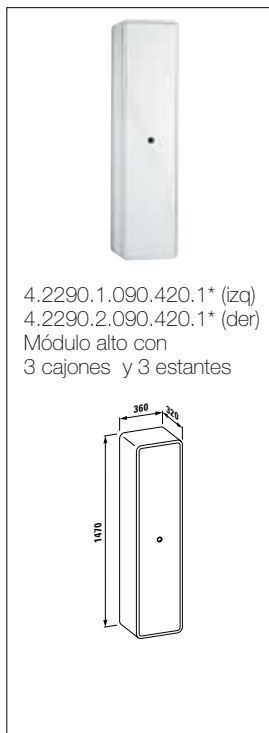 4.2290.1.090.420.1* (izq)
4.2290.2.090.420.1* (der)
Módulo alto con
3 cajones y 3 estantes
360
320
1470